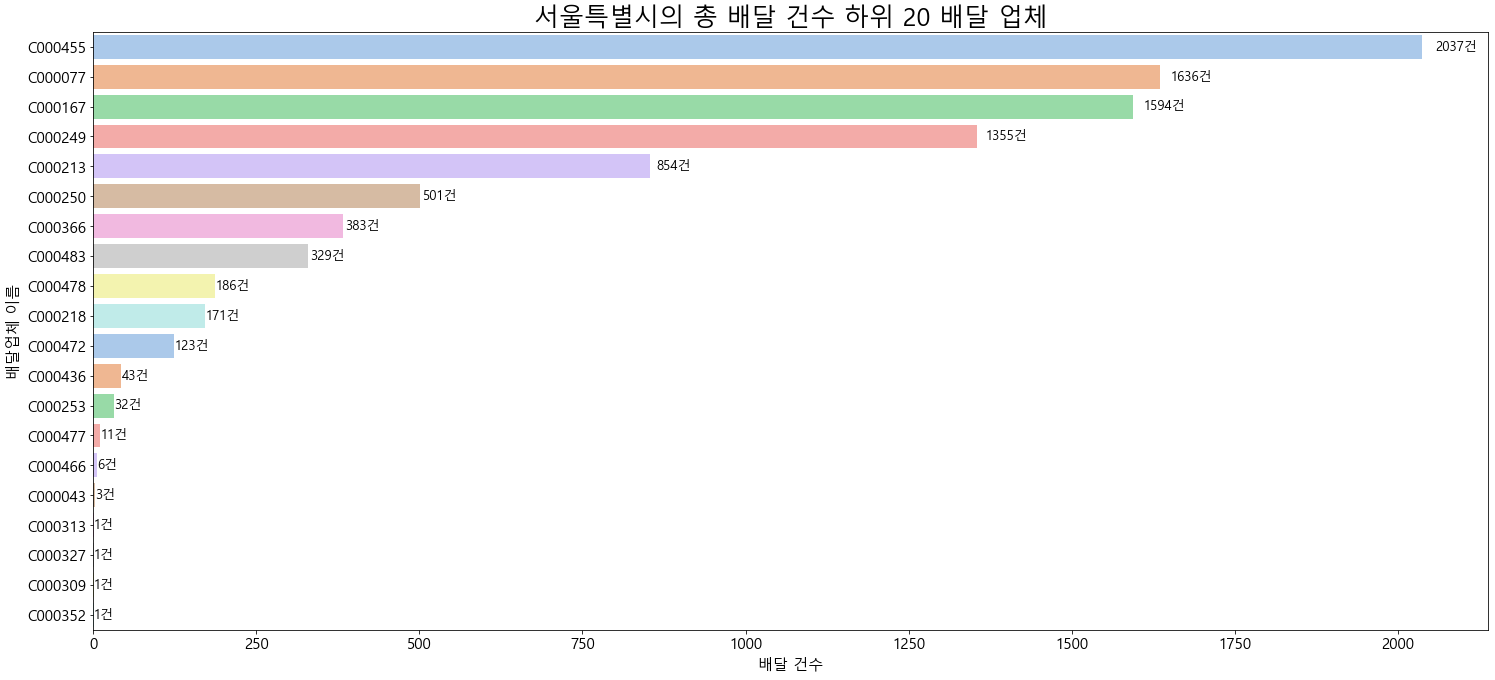 서울특별시의 총 배달 건수 하위 20 배달 업체
배달업체 이름
C000455 2037건
C000077 1636건
C000167 1594건
C000249 1355건
C000213 854건
C000250 501건
C000366 383건
C000483 329건
C000478 186건
C000218 171건
C000472 123건
C000436 43건
C000253 32건
C000477 11건
C000466 6건
C000043 3건
C000313 1건
C000327 1건
C000309 1건
C000352 1건
0 250 500 750 1000 1250 1500 1750 2000
배달 건수